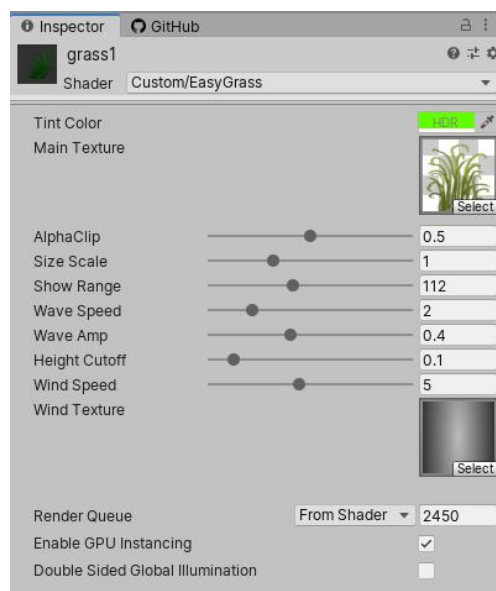 Inspector GitHub
grass1
Shader Custom/EasyGrass
Tint Color HDR
Main Texture
Select
AlphaClip 0.5
Size Scale 1
Show Range 112
Wave Speed 2
Wave Amp 0.4
Height Cutoff 0.1
Wind Speed 5
Wind Texture
Select
Render Queue From Shader 2450
Enable GPU Instancing
Double Sided Global Illumination